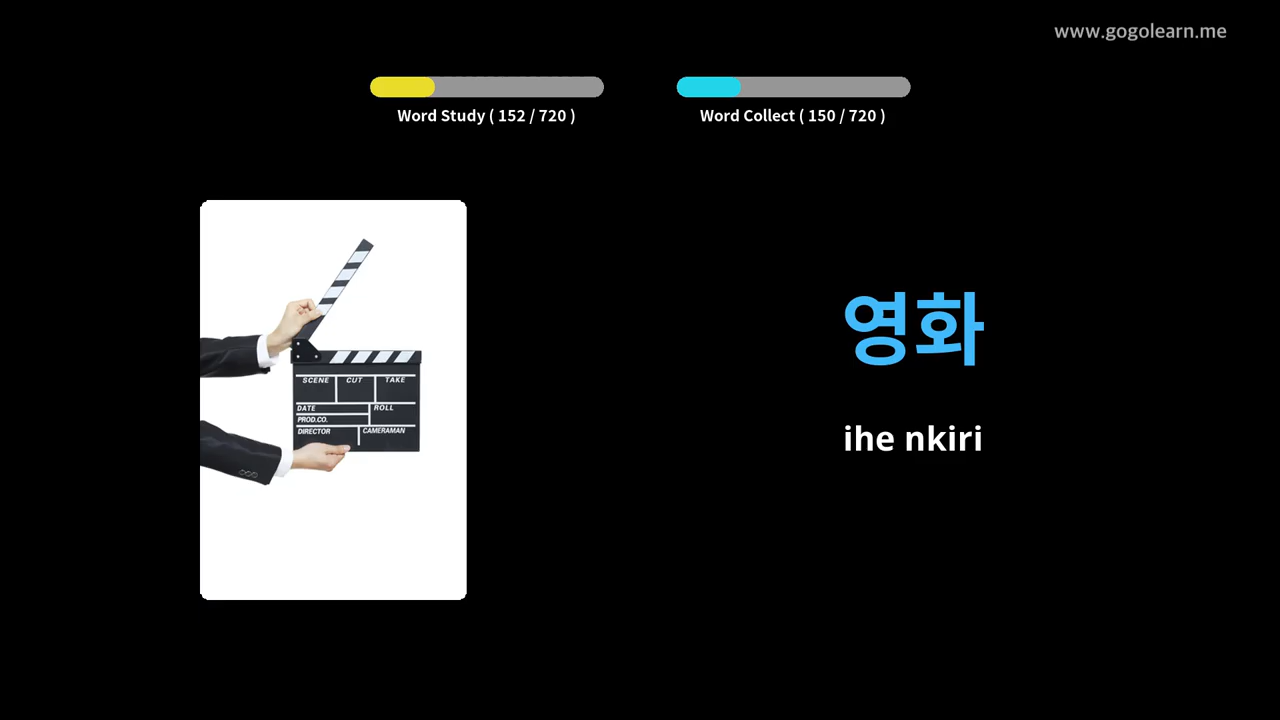 www.gogolearn.me
Word Study ( 152 / 720 )
Word Collect ( 150 / 720 )
SCENE CUT TAKE
DATE ROLL
PROD.CO.
DIRECTOR CAMERAMAN
영화
ihe nkiri